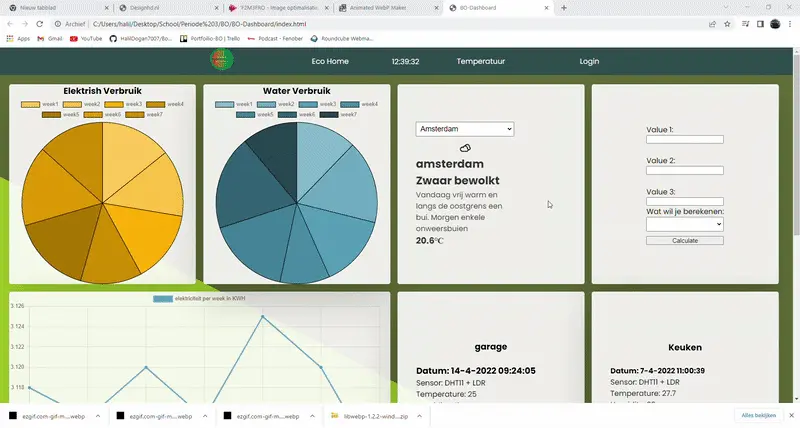 Nieuw tabblad
Designhd.nl
Y2M3FRO - Image optimalisatie
Animated WebP Maker
BO-Dashboard
Archief
C:/Users/halil/Desktop/School/Periode%203/BO/BO-Dashboard/index.html
Apps
Gmail
YouTube
HalilDogan7007/Bo...
Portfoilio-BO | Trello
Podcast - Fenober
Roundcube Webma...
Eco Home
12:39:32
Temperatuur
Login
Elektrish Verbruik
week1
week2
week3
week4
week5
week6
week7
Water Verbruik
week1
week2
week3
week4
week5
week6
week7
Amsterdam
amsterdam
Zwaar bewolkt
Vandaag vrij warm en
langs de oostgrens een
bui. Morgen enkele
onweersbuien
20.6°C
Value 1:
Value 2:
Value 3:
Wat wil je berekenen:
Calculate
elektriciteit per week in KWH
3 126
3 124
3 122
3 120
3 118
garage
Datum: 14-4-2022 09:24:05
Sensor: DHT11 + LDR
Temperature: 25
Keuken
Datum: 7-4-2022 11:00:39
Sensor: DHT11 + LDR
Temperature: 27.7
ezgif.com-gif-m....webp
ezgif.com-gif-m....webp
ezgif.com-gif-m....webp
libwebp-1.2.2-wind....zip
Alles bekijken